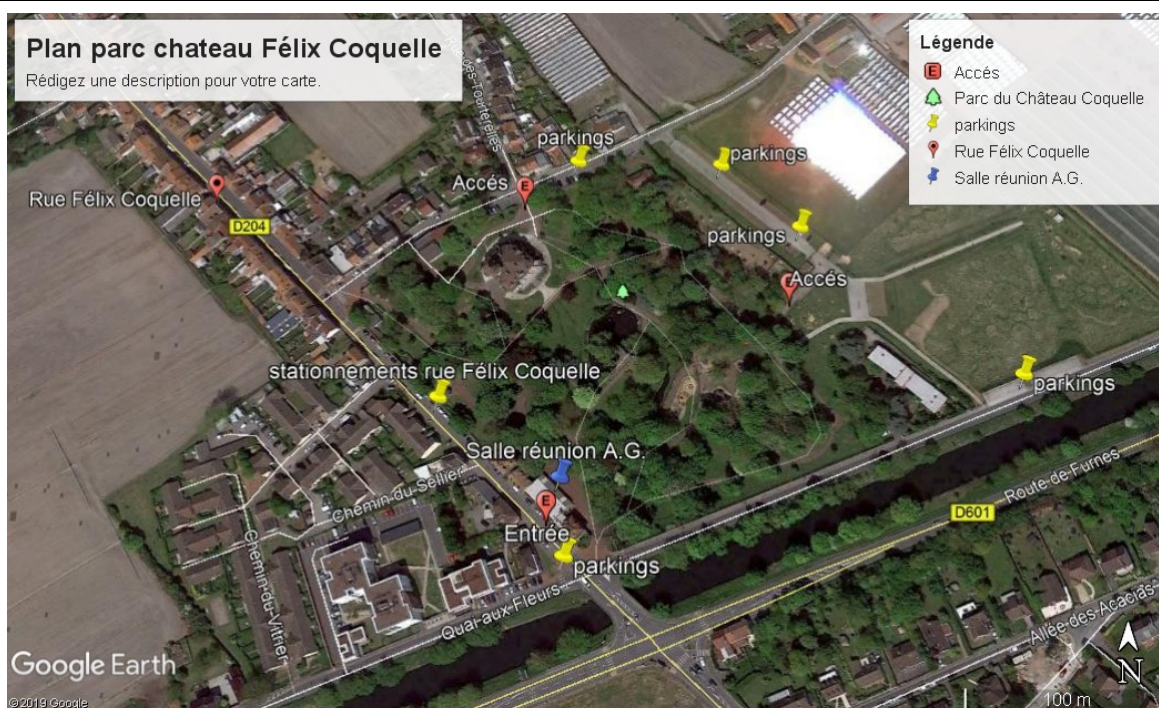 Plan parc chateau Félix Coquelle
Rédigez une description pour votre carte.
Légende
E Accés
Parc du Château Coquelle
parkings
Rue Félix Coquelle
Salle réunion A.G.
parkings
parkings
Accés
E
Rue Félix Coquelle
D204
parkings
Accés
stationnements rue Félix Coquelle
parkings
Salle réunion A.G.
Chemin-du-Sellier
E
Entrée
parkings
Route-de-Furnes
D601
Chemin-du-Vitrier
Quai-aux-Fleurs
Allée-des-Acacias
Google Earth
N
©2019 Google
100 m